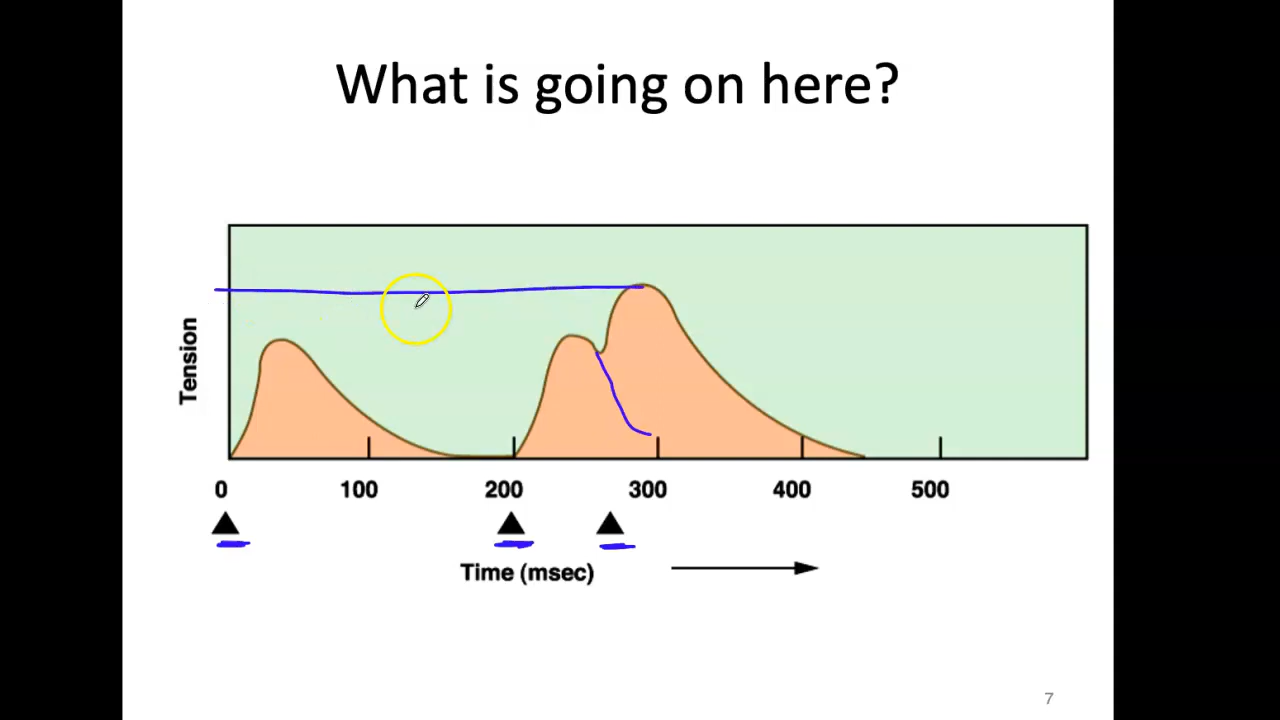 What is going on here?
Tension
0 100 200 300 400 500
Time (msec)
7